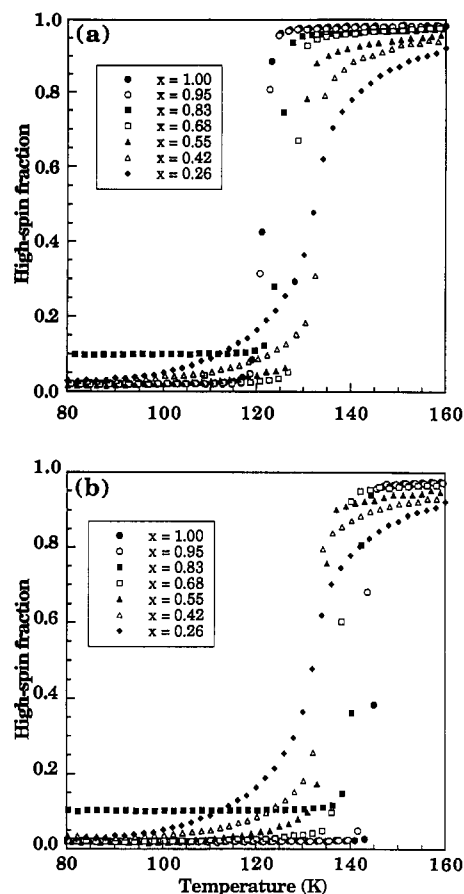 (a)
1.0
0.8
0.6
0.4
0.2
0.0
High-spin fraction
x = 1.00
x = 0.95
x = 0.83
x = 0.68
x = 0.55
x = 0.42
x = 0.26
80 100 120 140 160
(b)
1.0
0.8
0.6
0.4
0.2
0.0
High-spin fraction
x = 1.00
x = 0.95
x = 0.83
x = 0.68
x = 0.55
x = 0.42
x = 0.26
80 100 120 140 160
Temperature (K)